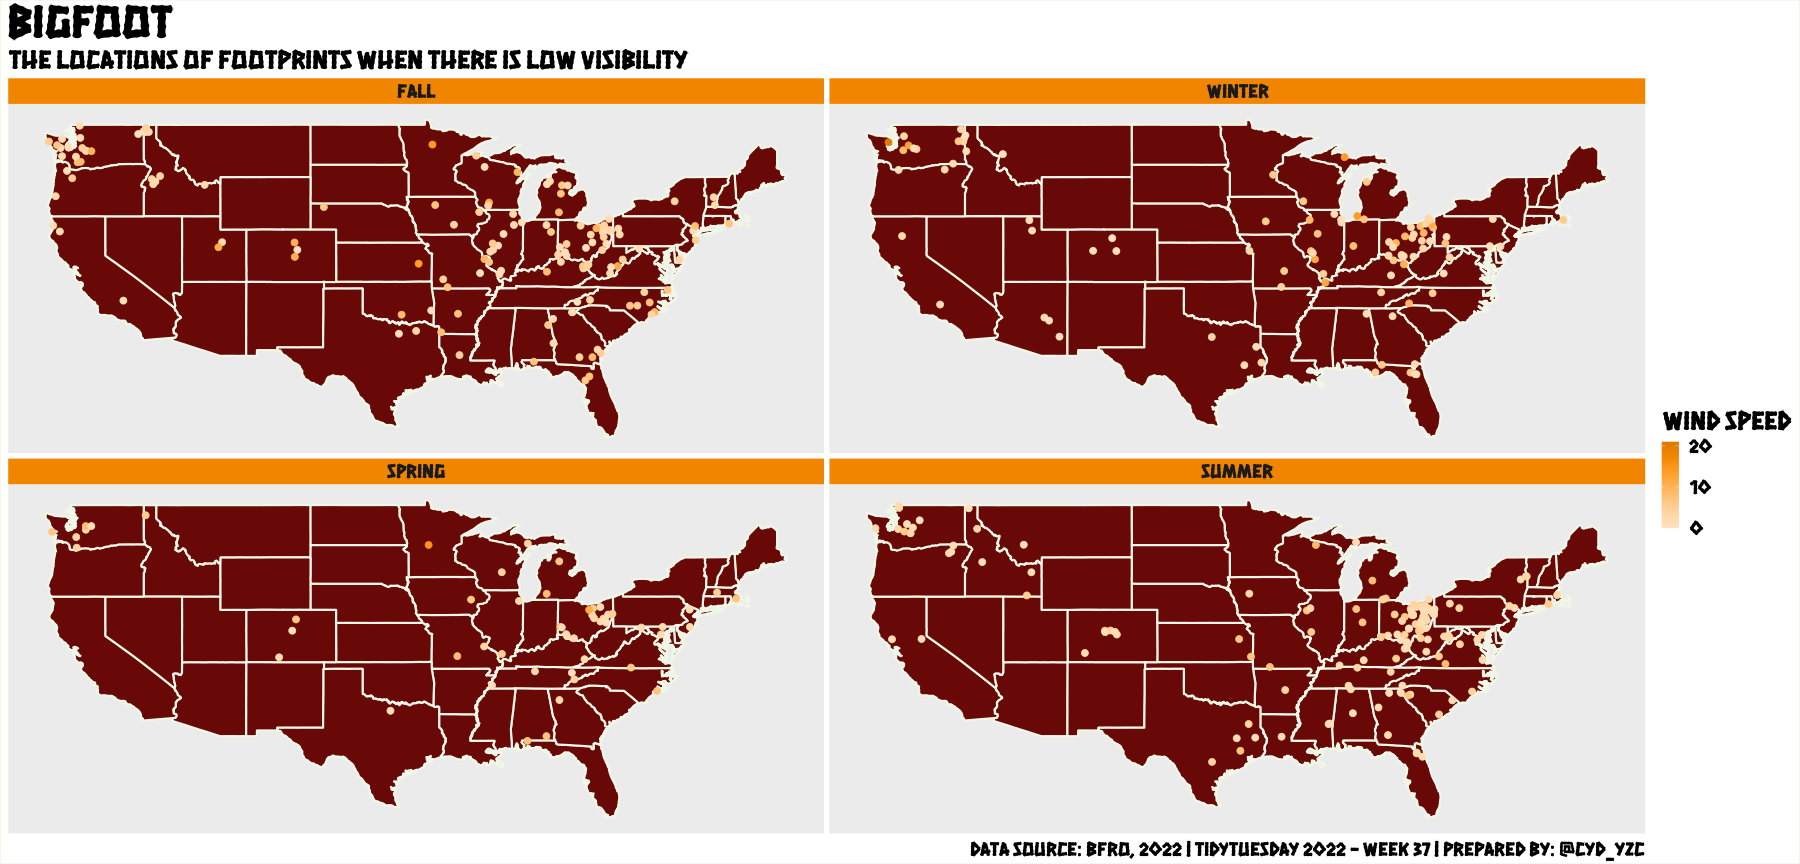 BIGFOOT
THE LOCATIONS OF FOOTPRINTS WHEN THERE IS LOW VISIBILITY
FALL
WINTER
SPRING
SUMMER
WIND SPEED
20
10
0
DATA SOURCE: BFRO, 2022 | TIDYTUESDAY 2022 - WEEK 37 | PREPARED BY: @CYD_YZC